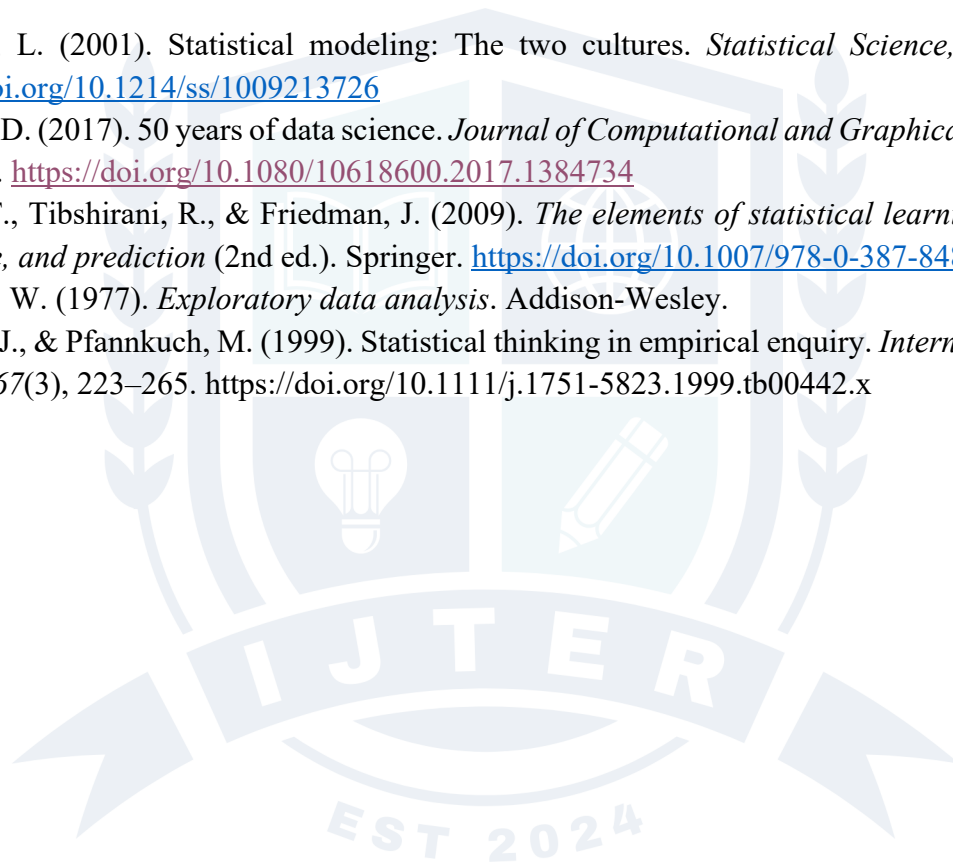 L. (2001). Statistical modeling: The two cultures. Statistical Science,
oi.org/10.1214/ss/1009213726
D. (2017). 50 years of data science. Journal of Computational and Graphica
. https://doi.org/10.1080/10618600.2017.1384734
T., Tibshirani, R., & Friedman, J. (2009). The elements of statistical learni
e, and prediction (2nd ed.). Springer. https://doi.org/10.1007/978-0-387-848
W. (1977). Exploratory data analysis. Addison-Wesley.
J., & Pfannkuch, M. (1999). Statistical thinking in empirical enquiry. Intern
67(3), 223–265. https://doi.org/10.1111/j.1751-5823.1999.tb00442.x
IJTER
EST 2024